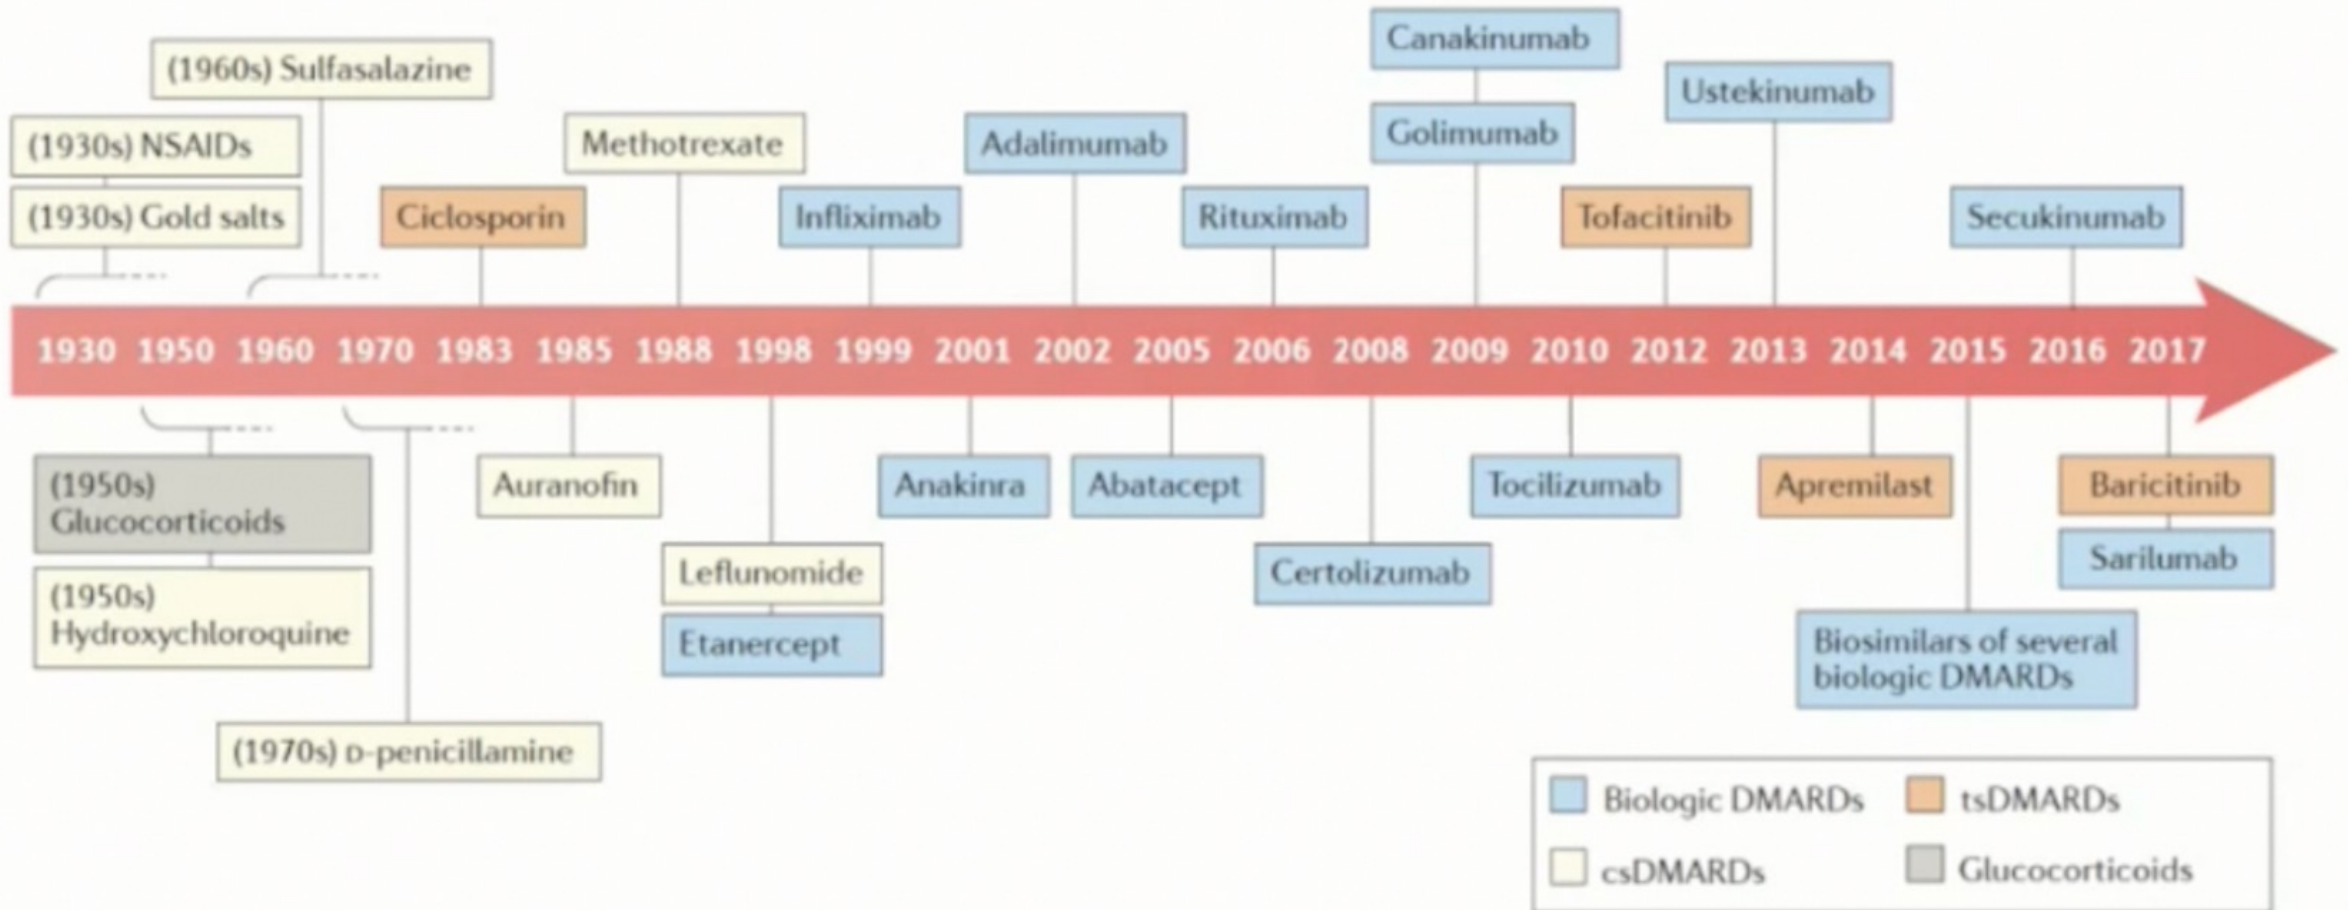 Canakinumab
(1960s) Sulfasalazine
Ustekinumab
(1930s) NSAIDs
Methotrexate
Adalimumab
Golimumab
(1930s) Gold salts
Ciclosporin
Infliximab
Rituximab
Tofacitinib
Secukinumab
1930 1950 1960 1970 1983 1985 1988 1998 1999 2001 2002 2005 2006 2008 2009 2010 2012 2013 2014 2015 2016 2017
(1950s)
Glucocorticoids
Auranofin
Anakinra
Abatacept
Tocilizumab
Apremilast
Baricitinib
(1950s)
Hydroxychloroquine
Leflunomide
Etanercept
Certolizumab
Sarilumab
Biosimilars of several
biologic DMARDs
(1970s) D-penicillamine
Biologic DMARDs
tsDMARDs
csDMARDs
Glucocorticoids